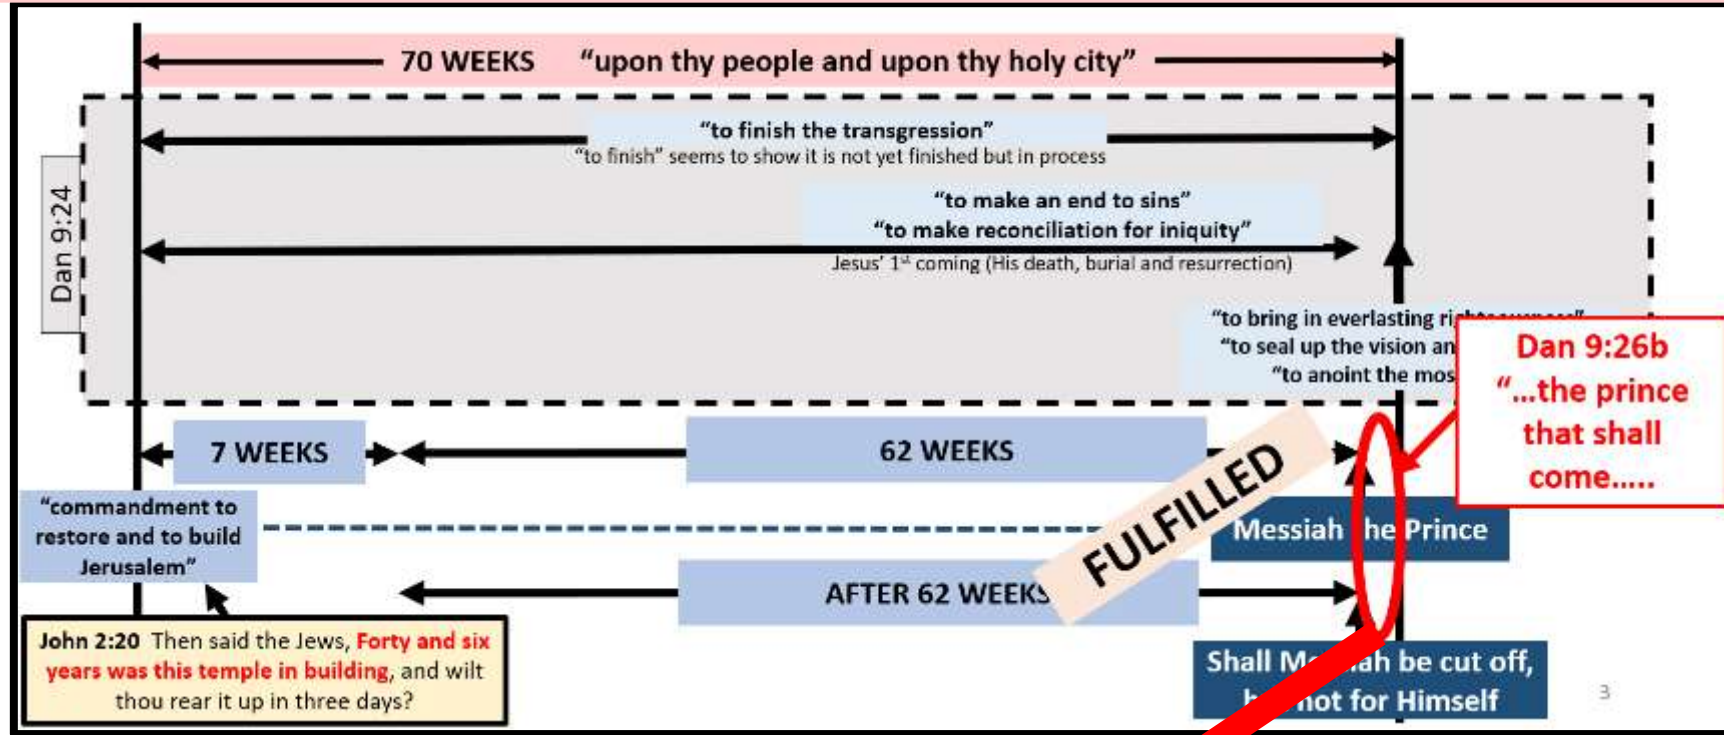 70 WEEKS “upon thy people and upon thy holy city”
Dan 9:24
“to finish the transgression”
“to finish” seems to show it is not yet finished but in process
“to make an end to sins”
“to make reconciliation for iniquity”
Jesus’ 1st coming (His death, burial and resurrection)
“to bring in everlasting
“to seal up the vision
“to anoint the
Dan 9:26b
“...the prince
that shall
come.....
7 WEEKS
62 WEEKS
FULFILLED
“commandment to
restore and to build
Jerusalem”
Messiah the Prince
AFTER 62 WEEKS
John 2:20 Then said the Jews, Forty and six
years was this temple in building, and wilt
thou rear it up in three days?
Shall Messiah be cut off,
not for Himself
3